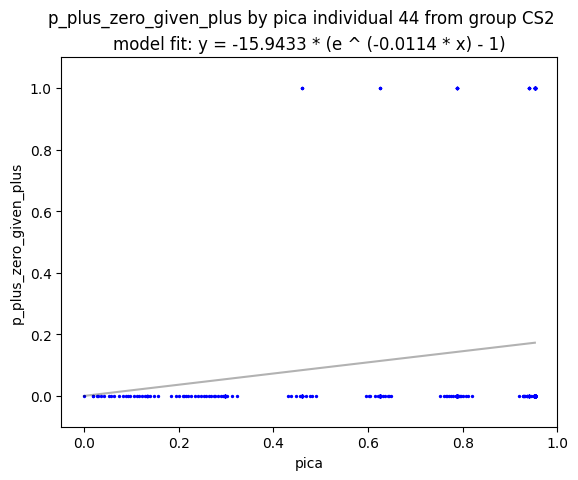 p_plus_zero_given_plus by pica individual 44 from group CS2
model fit: y = -15.9433 * (e ^ (-0.0114 * x) - 1)
p_plus_zero_given_plus
1.0
0.8
0.6
0.4
0.2
0.0
0.0 0.2 0.4 0.6 0.8 1.0
pica